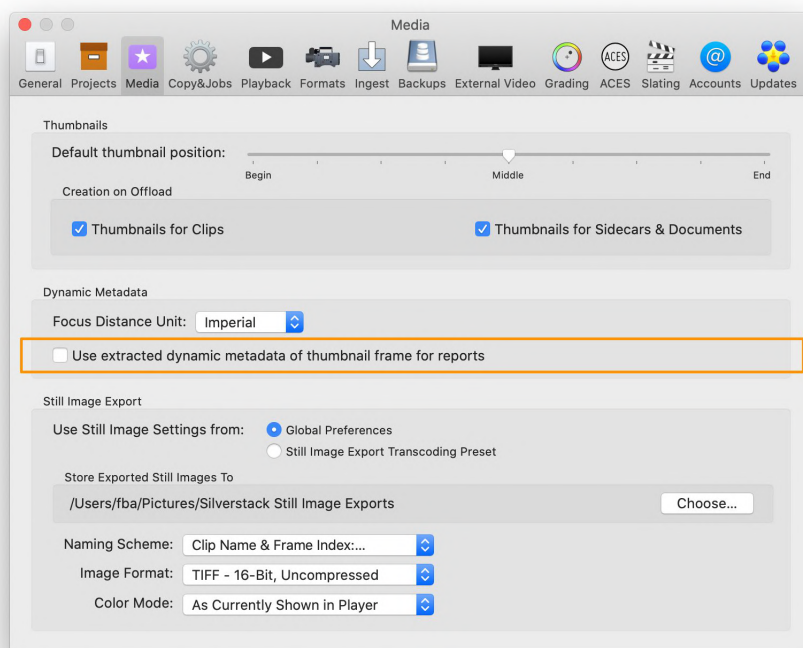 Media
General Projects Media Copy&Jobs Playback Formats Ingest Backups External Video Grading ACES ACES Slating Accounts Updates
Thumbnails
Default thumbnail position:
Begin Middle End
Creation on Offload
Thumbnails for Clips Thumbnails for Sidecars & Documents
Dynamic Metadata
Focus Distance Unit: Imperial
Use extracted dynamic metadata of thumbnail frame for reports
Still Image Export
Use Still Image Settings from: Global Preferences
Still Image Export Transcoding Preset
Store Exported Still Images To
/Users/fba/Pictures/Silverstack Still Image Exports Choose...
Naming Scheme: Clip Name & Frame Index:...
Image Format: TIFF - 16-Bit, Uncompressed
Color Mode: As Currently Shown in Player